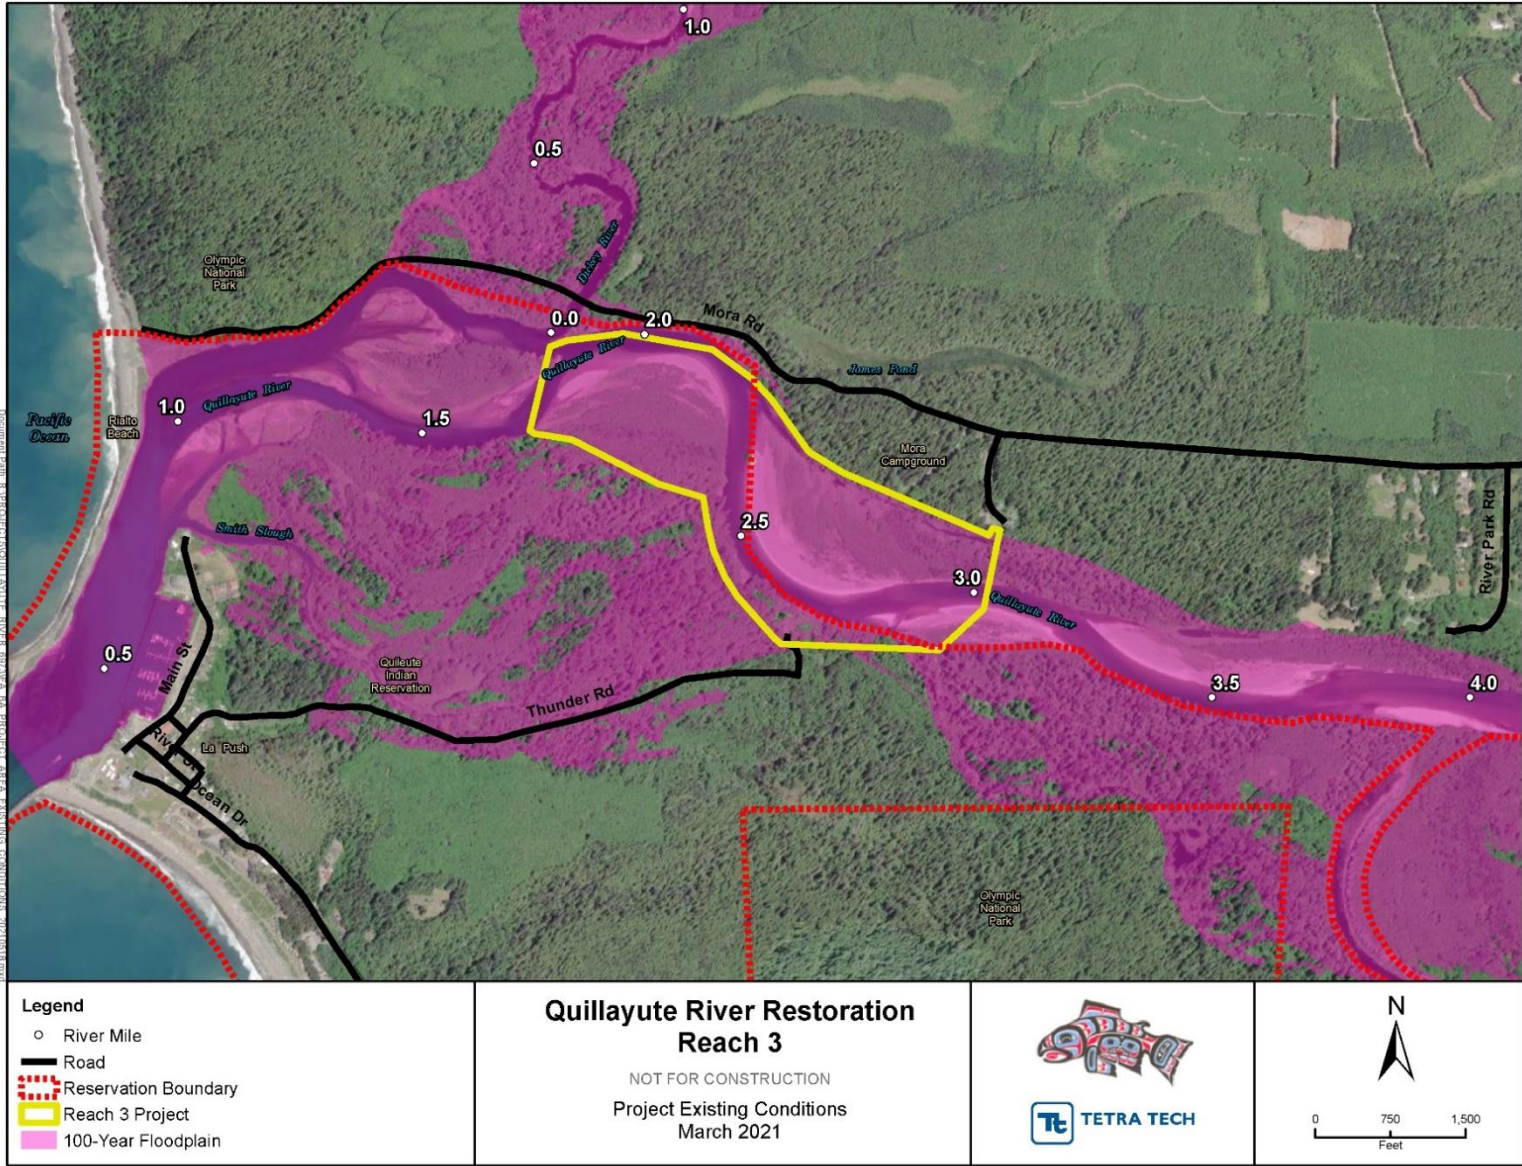 1.0
0.5
Dickey River
Olympic
National
Park
0.0
2.0
Mora Rd
Quillayute River
James Pond
1.0
Quillayute River
Pacific
Ocean
Rialto
Beach
1.5
Mora
Campground
River Park Rd
2.5
Smith Slough
3.0
Quillayute River
0.5
Main St
Quileute
Indian
Reservation
Thunder Rd
3.5
4.0
La Push
Ocean Dr
Olympic
National
Park
Legend
River Mile
Road
Reservation Boundary
Reach 3 Project
100-Year Floodplain
Quillayute River Restoration
Reach 3
NOT FOR CONSTRUCTION
Project Existing Conditions
March 2021
Tt
TETRA TECH
N
0 750 1,500
Feet